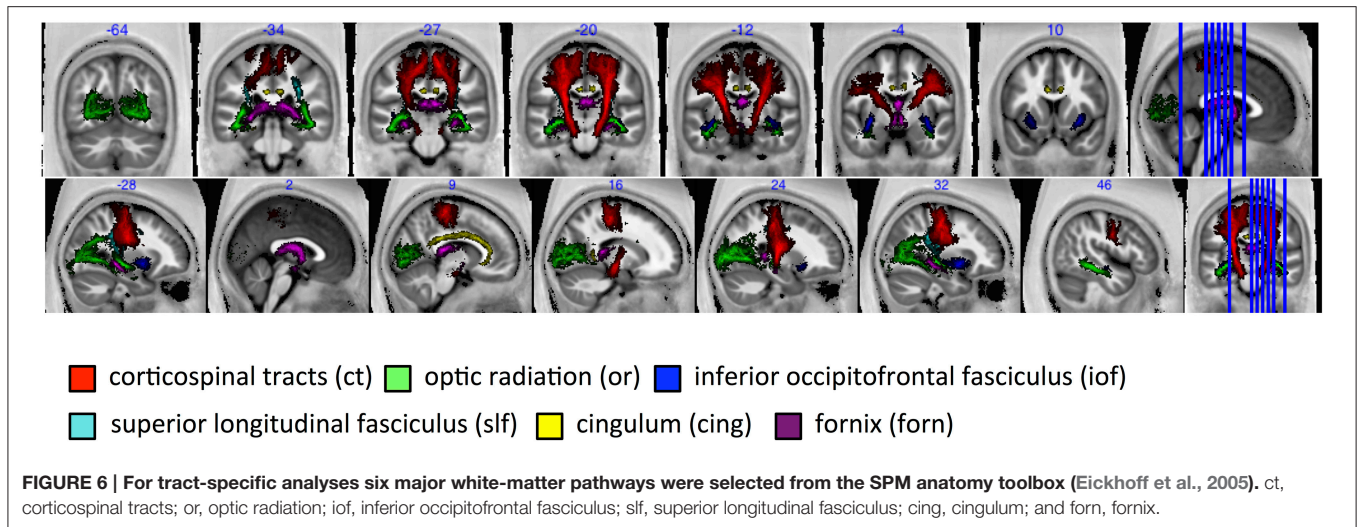 -64 -34 -27 -20 -12 -4 10
-28 2 9 16 24 32 46
corticospinal tracts (ct) optic radiation (or) inferior occipitofrontal fasciculus (iof)
superior longitudinal fasciculus (slf) cingulum (cing) fornix (forn)
FIGURE 6 | For tract-specific analyses six major white-matter pathways were selected from the SPM anatomy toolbox (Eickhoff et al., 2005). ct,
corticospinal tracts; or, optic radiation; iof, inferior occipitofrontal fasciculus; slf, superior longitudinal fasciculus; cing, cingulum; and forn, fornix.